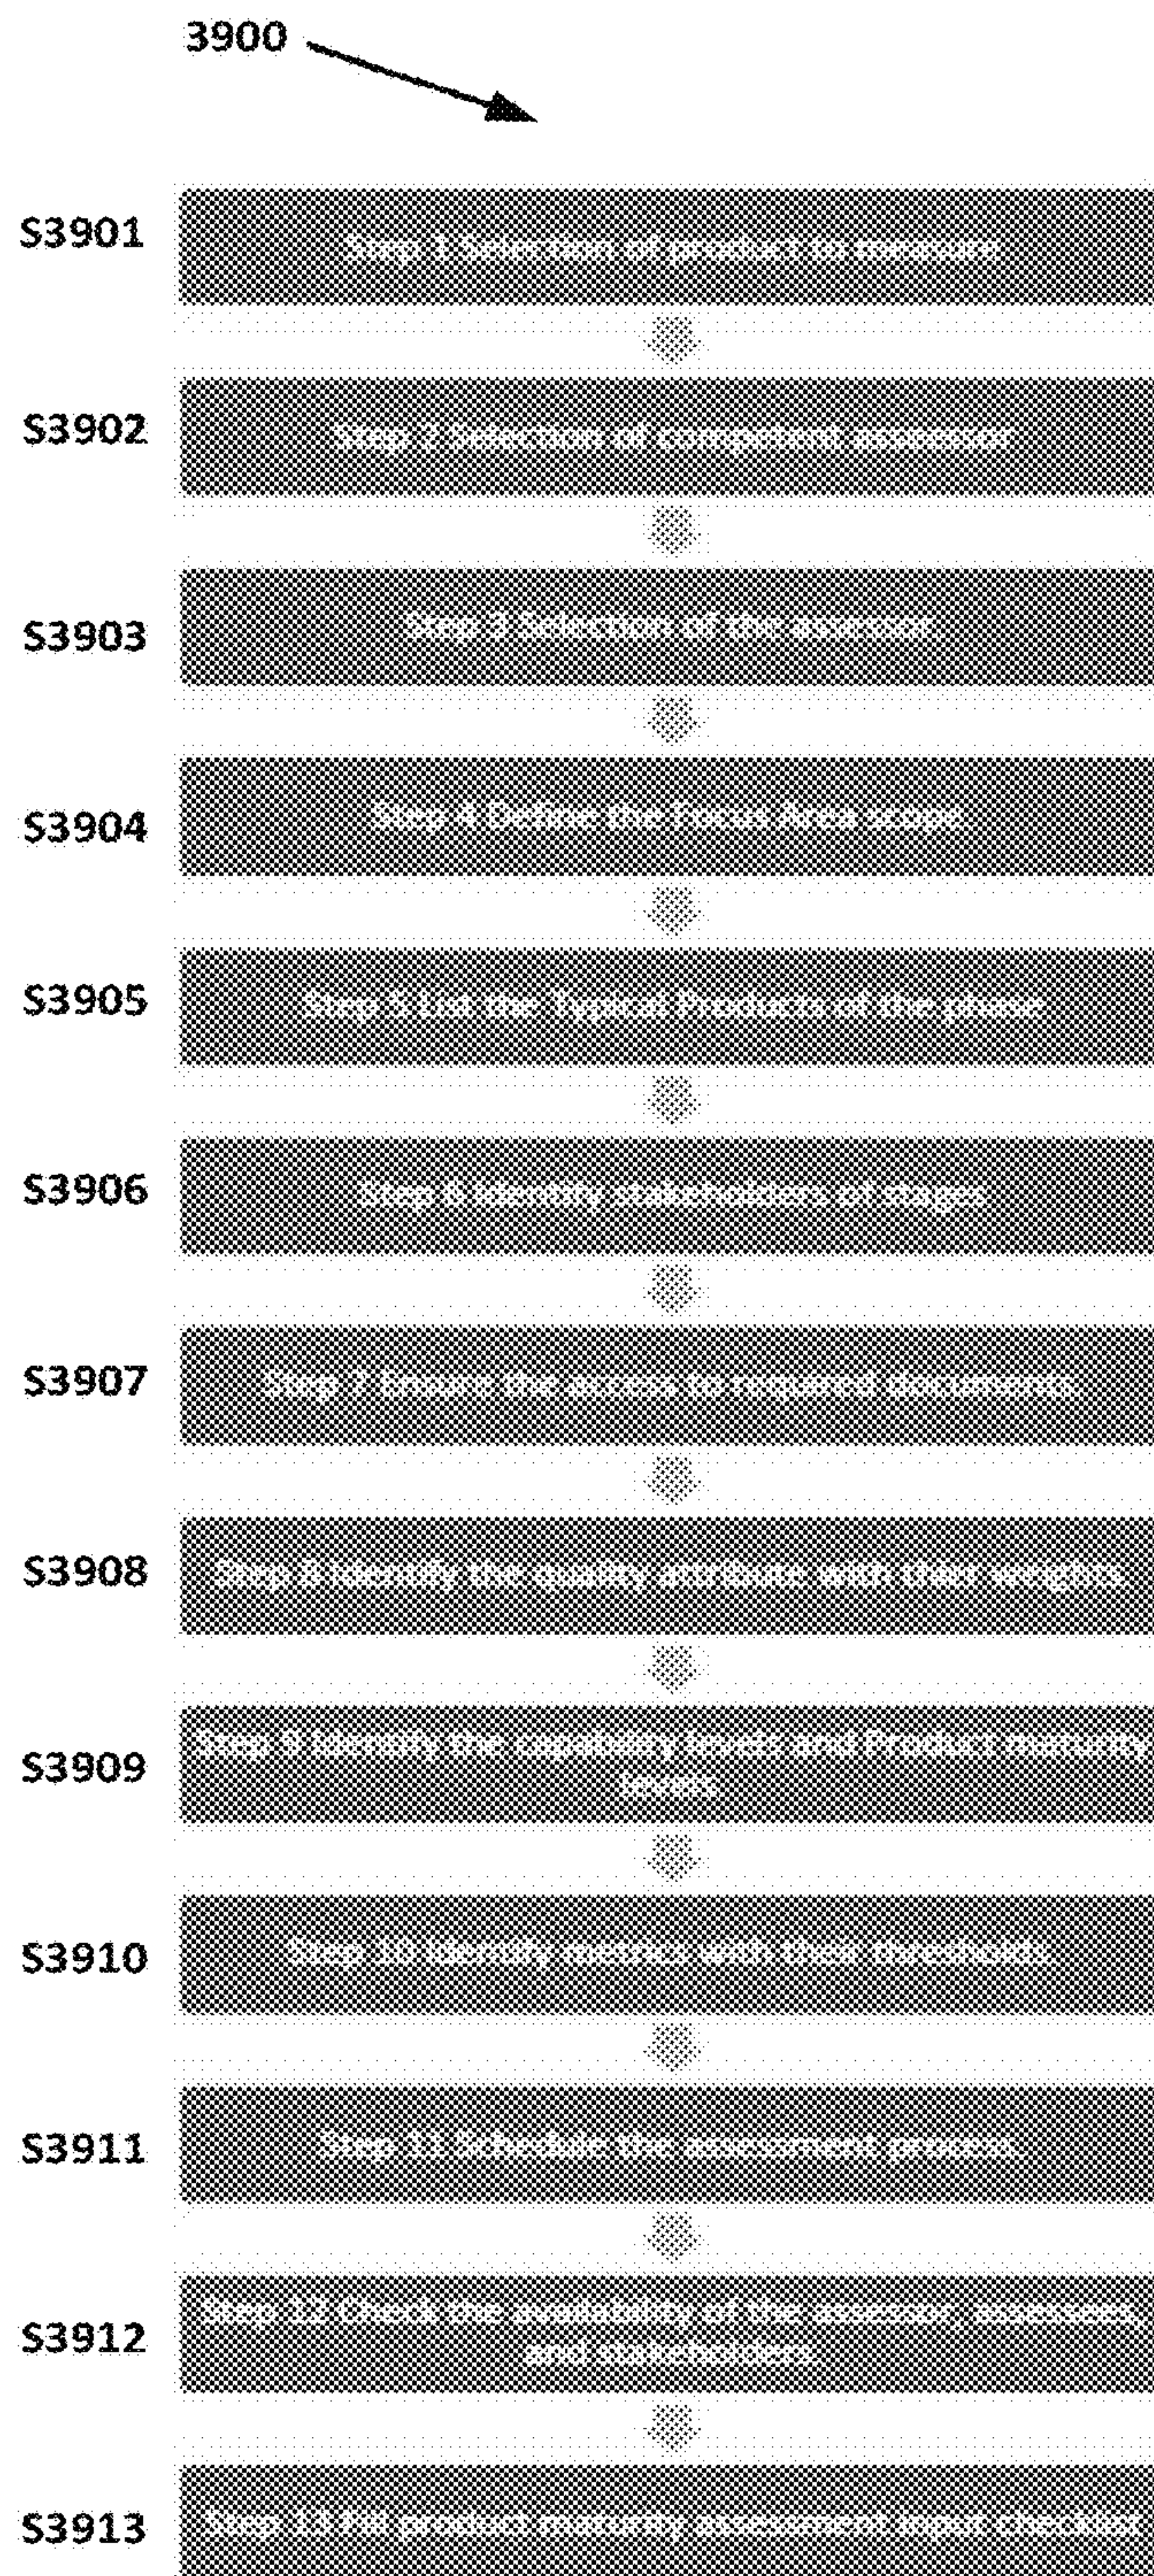 3900
S3901
Step 1 Selection of product to measure
S3902
Step 2 Selection of competent assessors
S3903
Step 3 Selection of the assessor
S3904
Step 4 Define the Focus Area scope
S3905
Step 5 List the Typical Products of the phase
S3906
Step 6 Identify stakeholders of stages
S3907
Step 7 Ensure the access to required documents
S3908
Step 8 Identify the quality attribute with their weights
S3909
Step 9 Identify the capability levels and Product maturity
levels
S3910
Step 10 Identify metrics with their thresholds
S3911
Step 11 Schedule the assessment process
S3912
Step 12 Check the availability of the assessor, assesses,
and stakeholders
S3913
Step 13 Fill product maturity assessment input checklist